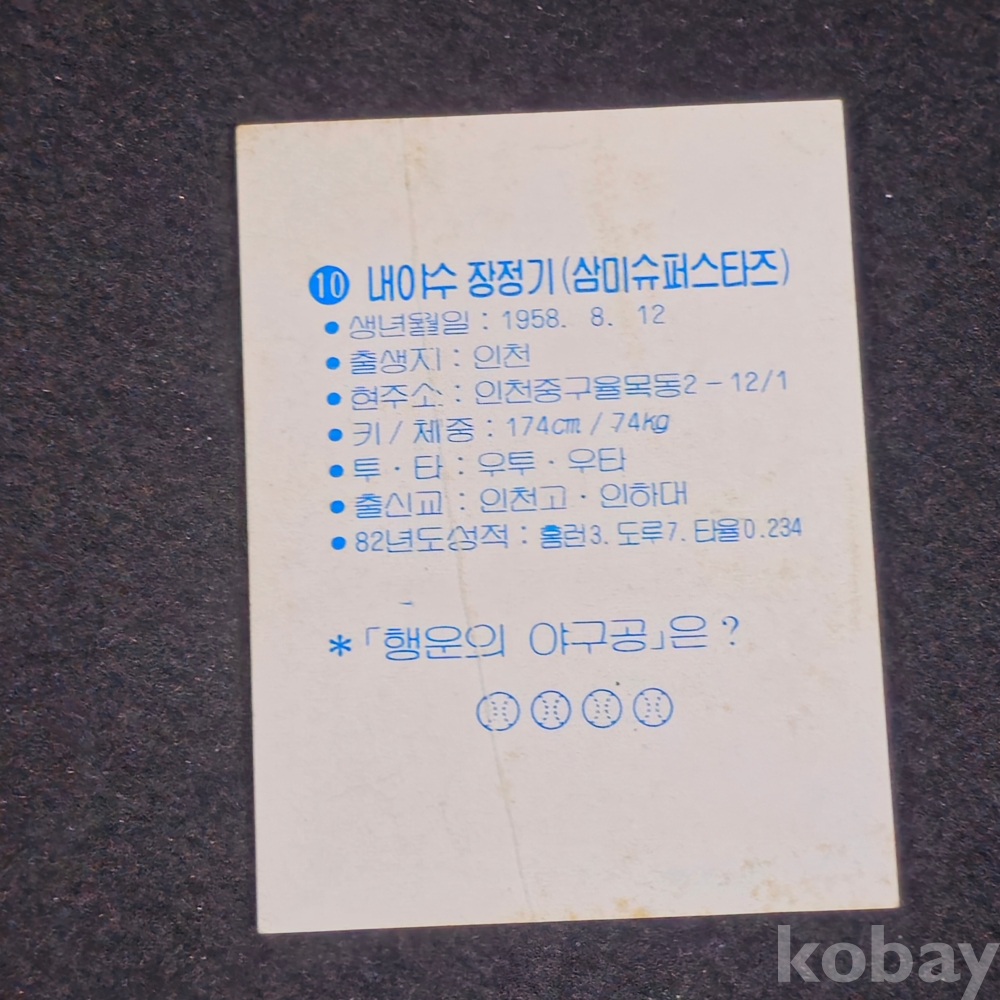 10 내야수 장정기(삼미슈퍼스타즈)
● 생년월일 : 1958. 8. 12
● 출생지 : 인천
● 현주소 : 인천중구율목동2-12/1
● 키/체중 : 174cm/74kg
● 투·타 : 우투·우타
● 출신교 : 인천고·인하대
● 82년도성적 : 홈런3. 도루7. 타율0.234
*「행운의 야구공」은?
kobay